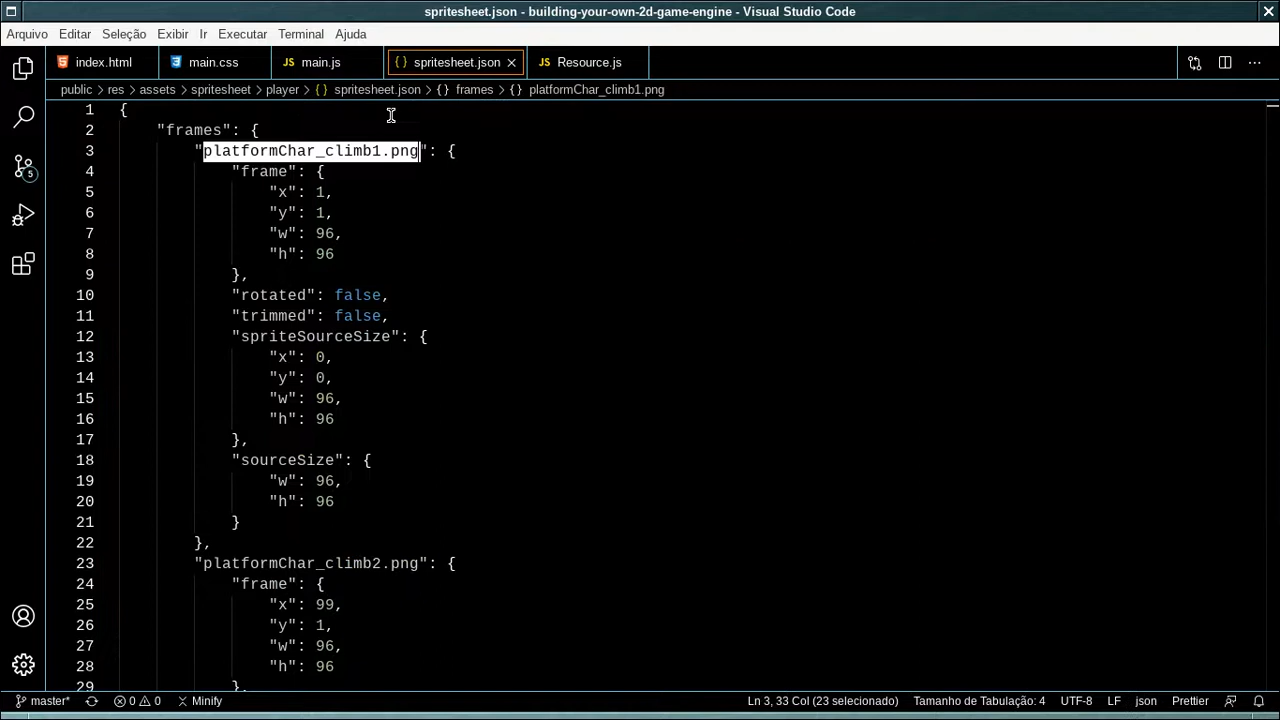 spritesheet.json - building-your-own-2d-game-engine - Visual Studio Code
Arquivo Editar Seleção Exibir Ir Executar Terminal Ajuda
index.html main.css JS main.js { } spritesheet.json JS Resource.js
public res assets spritesheet player { } spritesheet.json {} frames {} platformChar_climb1.png
1 {
2 "frames": {
3 "platformChar_climb1.png": {
4 "frame": {
5 "x": 1,
6 "y": 1,
7 "w": 96,
8 "h": 96
9 },
10 "rotated": false,
11 "trimmed": false,
12 "spriteSourceSize": {
13 "x": 0,
14 "y": 0,
15 "w": 96,
16 "h": 96
17 },
18 "sourceSize": {
19 "w": 96,
20 "h": 96
21 }
22 },
23 "platformChar_climb2.png": {
24 "frame": {
25 "x": 99,
26 "y": 1,
27 "w": 96,
28 "h": 96
29 },
5
master* 0 0 Minify Ln 3, 33 Col (23 selecionado) Tamanho de Tabulação: 4 UTF-8 LF json Prettier